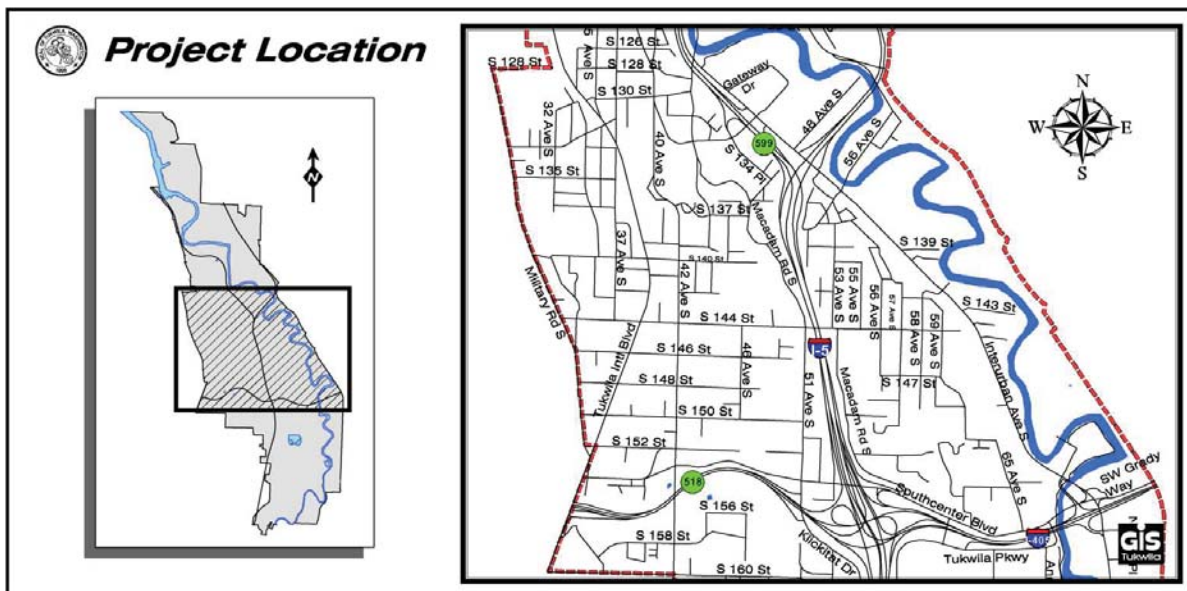 Project Location
N
S 126 St
S 128 St
S 128 St
S 130 St
Gateway
Dr
32 Ave S
40 Ave S
48 Ave S
56 Ave S
599
S 134 Pl
S 135 St
S 137 St
Macadam Rd S
S 139 St
S 140 St
37 Ave S
42 Ave S
Military Rd S
53 Ave S
55 Ave S
56 Ave S
57 Ave S
58 Ave S
59 Ave S
S 143 St
S 144 St
Tukwila Intl Blvd
S 146 St
46 Ave S
I-5
Interurban Ave S
S 147 St
S 148 St
51 Ave S
Macadam Rd S
S 150 St
S 152 St
65 Ave S
SW Grady
Way
518
Southcenter Blvd
S 156 St
S 158 St
Klickitat Dr
Tukwila Pkwy
S 160 St
N
W
E
S
GIS
Tukwila